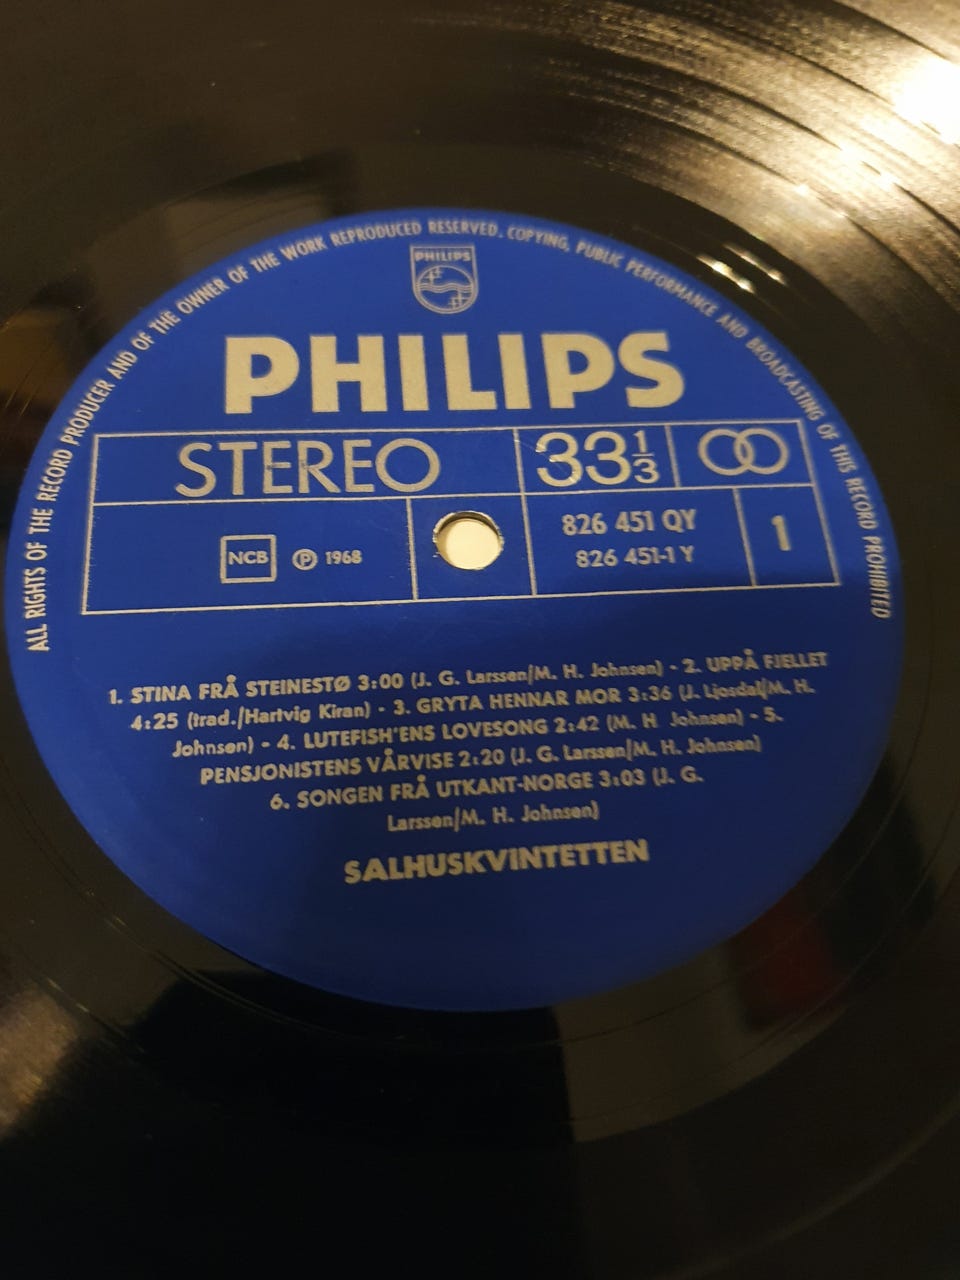 ALL RIGHTS OF THE RECORD PRODUCER AND OF THE OWNER OF THE WORK REPRODUCED RESERVED. COPYING, PUBLIC PERFORMANCE AND BROADCASTING OF THIS RECORD PROHIBITED
PHILIPS
PHILIPS
STEREO 33 1/3
NCB Ⓟ 1968 826 451 QY 1
826 451-1 Y
1. STINA FRÅ STEINESTØ 3:00 (J. G. Larssen/M. H. Johnsen) - 2. UPPÅ FJELLET
4:25 (trad./Hartvig Kiran) - 3. GRYTA HENNAR MOR 3:36 (J. Ljosdal/M. H.
Johnsen) - 4. LUTEFISH'ENS LOVESONG 2:42 (M. H Johnsen) - 5.
PENSJONISTENS VÅRVISE 2:20 (J. G. Larssen/M. H. Johnsen)
6. SONGEN FRÅ UTKANT-NORGE 3:03 (J. G.
Larssen/M. H. Johnsen)
SALHUSKVINTETTEN